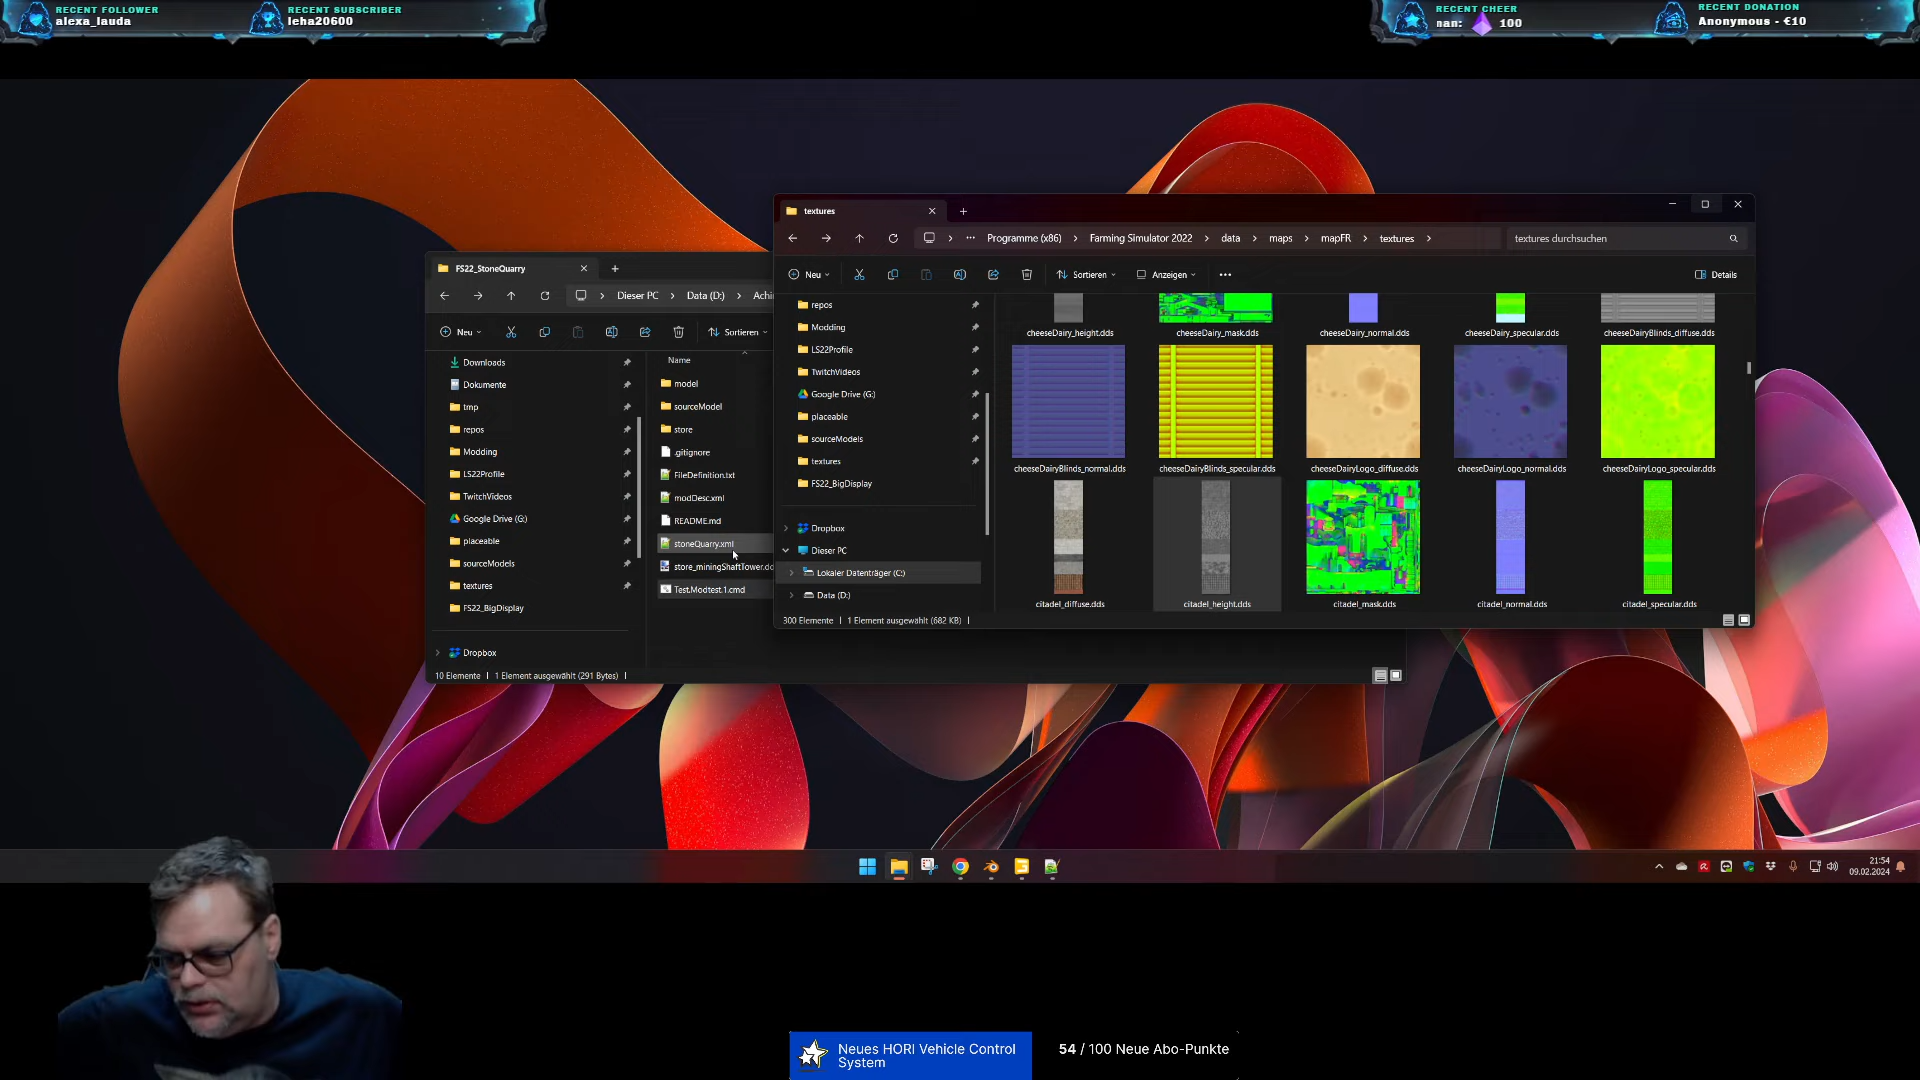 RECENT FOLLOWER
alexa_lauda
RECENT SUBSCRIBER
leha20600
RECENT CHEER
nan: 100
RECENT DONATION
Anonymous - €10
textures
Programme (x86) Farming Simulator 2022 data maps mapFR textures
textures durchsuchen
Neu
Sortieren
Anzeigen
Details
repos
Modding
LS22Profile
TwitchVideos
Google Drive (G:)
placeable
sourceModels
textures
FS22_BigDisplay
Dropbox
Dieser PC
Lokaler Datenträger (C:)
Data (D:)
cheeseDairy_height.dds
cheeseDairy_mask.dds
cheeseDairy_normal.dds
cheeseDairy_specular.dds
cheeseDairyBlinds_diffuse.dds
cheeseDairyBlinds_normal.dds
cheeseDairyBlinds_specular.dds
cheeseDairyLogo_diffuse.dds
cheeseDairyLogo_normal.dds
cheeseDairyLogo_specular.dds
citadel_diffuse.dds
citadel_height.dds
citadel_mask.dds
citadel_normal.dds
citadel_specular.dds
300 Elemente
1 Element ausgewählt (682 KB)
FS22_StoneQuarry
Dieser PC Data (D:) Achi
Neu
Sortieren
Downloads
Dokumente
tmp
repos
Modding
LS22Profile
TwitchVideos
Google Drive (G:)
placeable
sourceModels
textures
FS22_BigDisplay
Dropbox
Name
model
sourceModel
store
.gitignore
FileDefinition.txt
modDesc.xml
README.md
stoneQuarry.xml
store_miningShaftTower.dd
Test.Modtest.1.cmd
10 Elemente
1 Element ausgewählt (291 Bytes)
21:54
09.02.2024
Neues HORI Vehicle Control
System
54 / 100 Neue Abo-Punkte